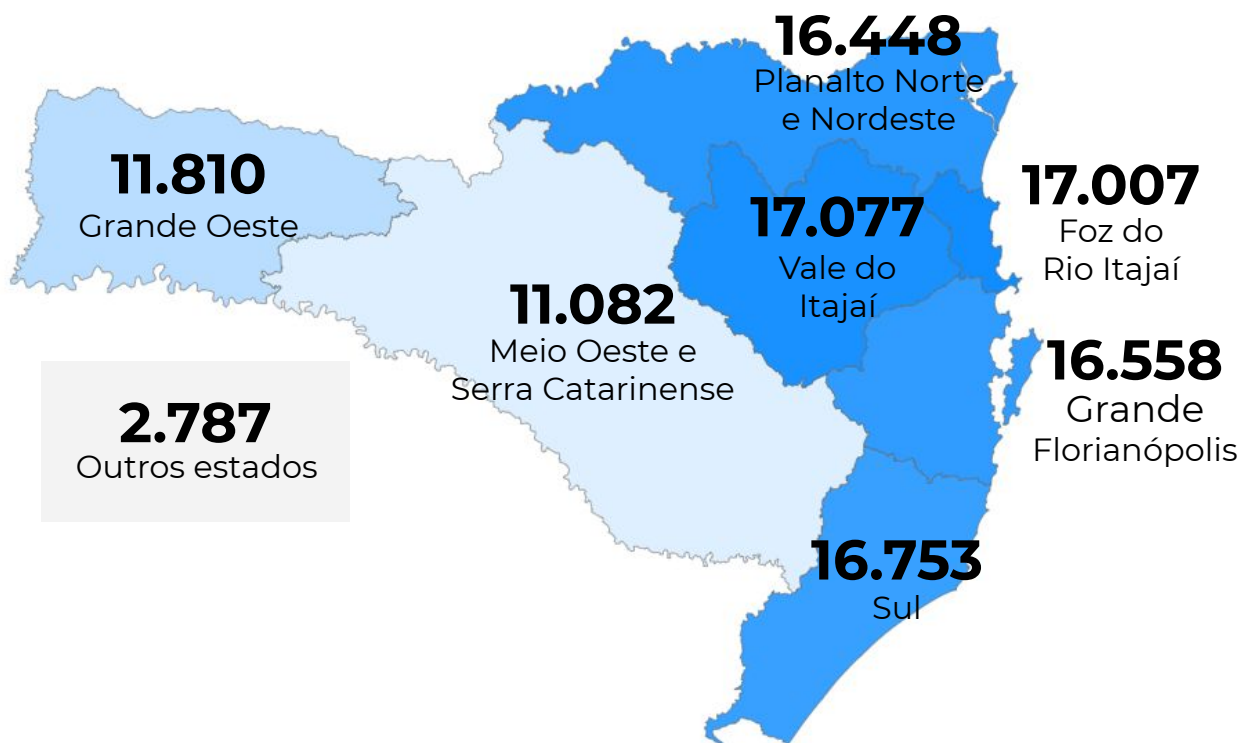 16.448
Planalto Norte
e Nordeste
11.810
Grande Oeste
17.077
Vale do
Itajaí
17.007
Foz do
Rio Itajaí
11.082
Meio Oeste e
Serra Catarinense
16.558
Grande
Florianópolis
2.787
Outros estados
16.753
Sul